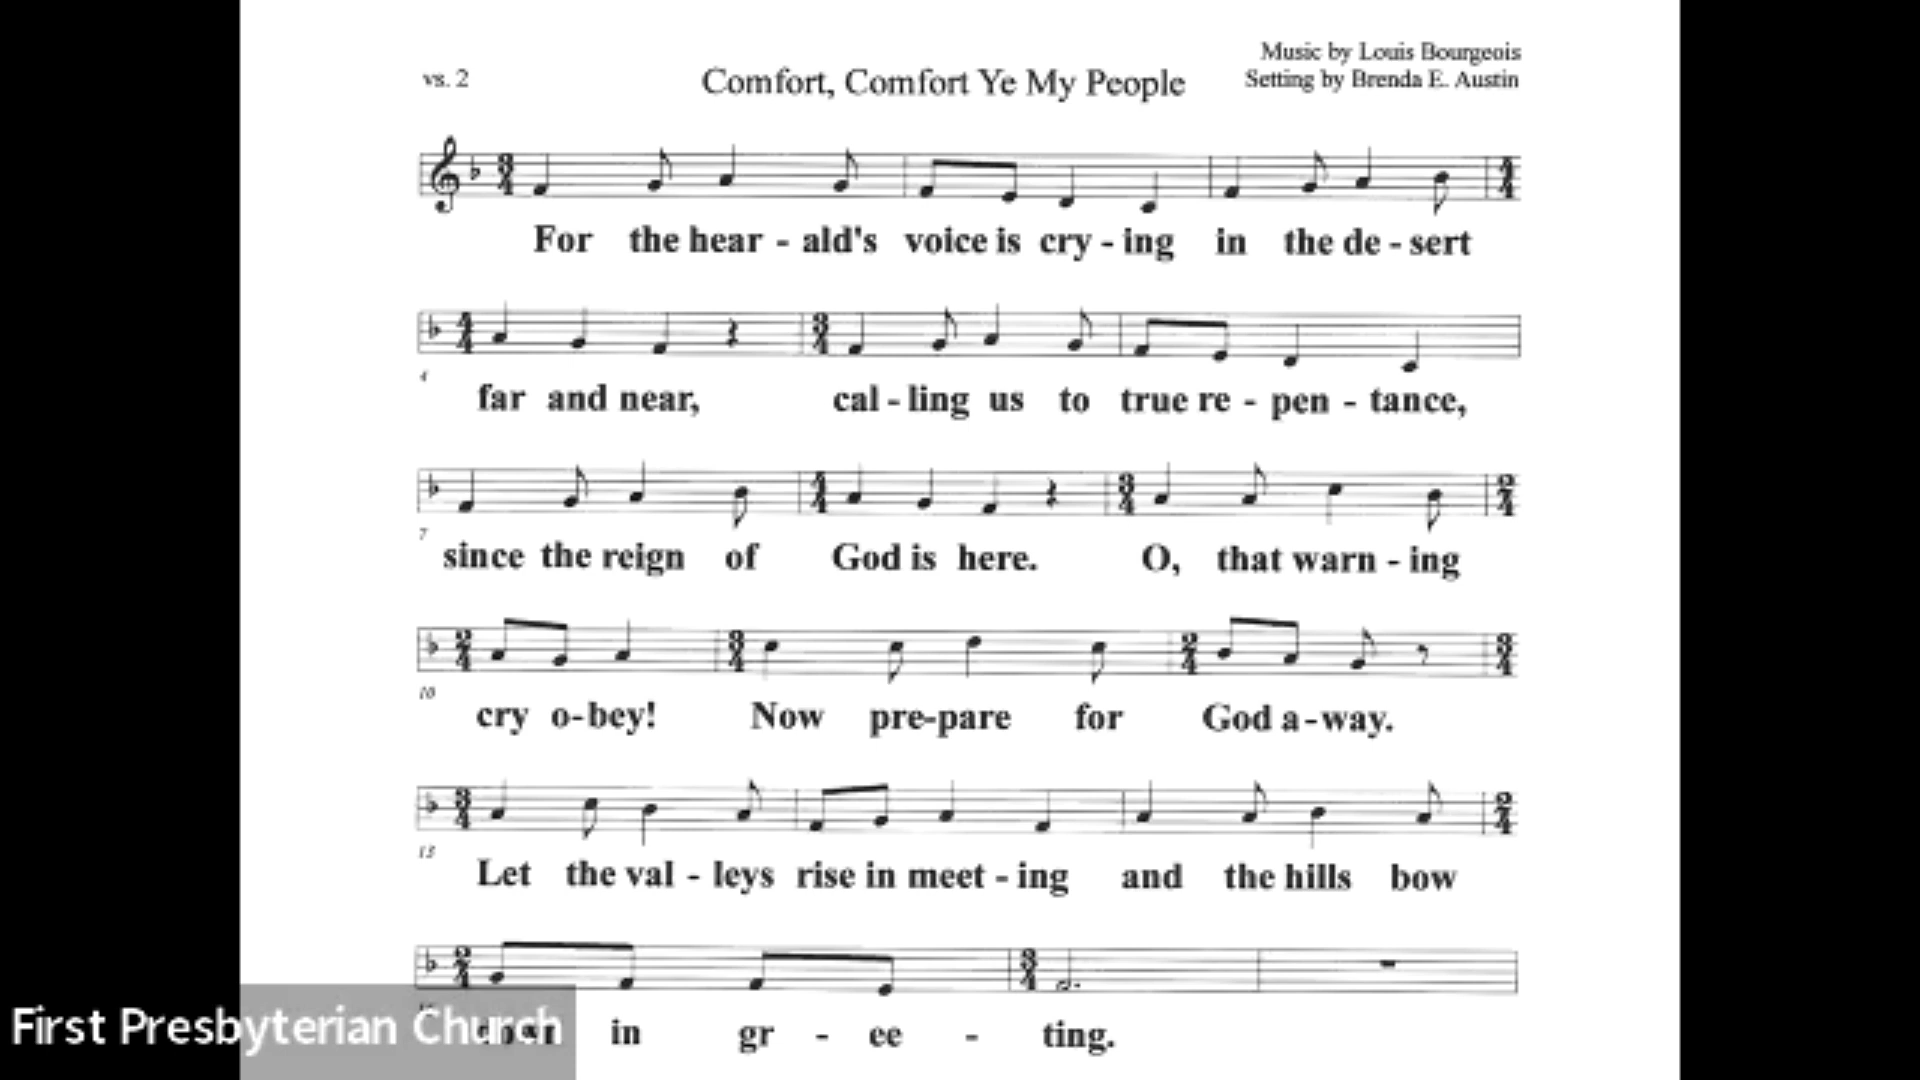 Music by Louis Bourgeois
vs. 2 Comfort, Comfort Ye My People Setting by Brenda E. Austin
For the hear - ald's voice is cry - ing in the de - sert
4
far and near, cal - ling us to true re - pen - tance,
7
since the reign of God is here. O, that warn - ing
10
cry o-bey! Now pre-pare for God a-way.
13
Let the val - leys rise in meet - ing and the hills bow
in gr - ee - ting.
First Presbyterian Church